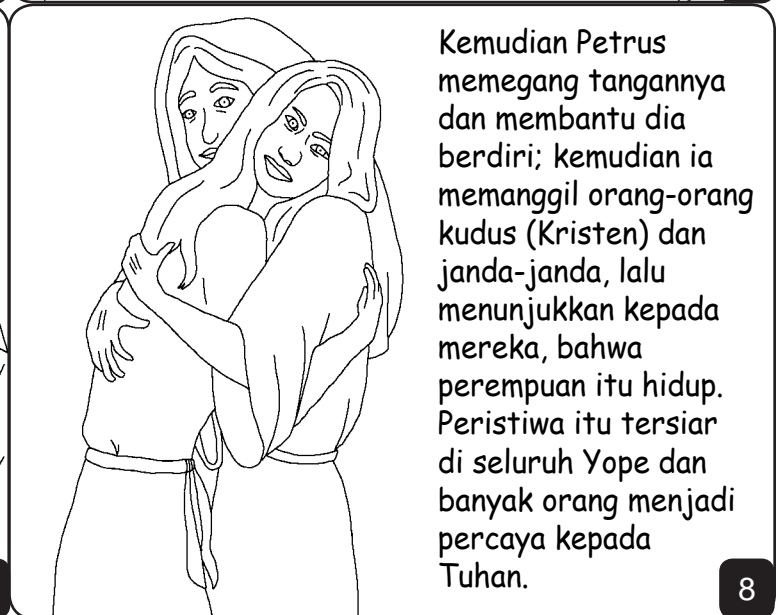 Kemudian Petrus
memegang tangannya
dan membantu dia
berdiri; kemudian ia
memanggil orang-orang
kudus (Kristen) dan
janda-janda, lalu
menunjukkan kepada
mereka, bahwa
perempuan itu hidup.
Peristiwa itu tersiar
di seluruh Yope dan
banyak orang menjadi
percaya kepada
Tuhan.
8